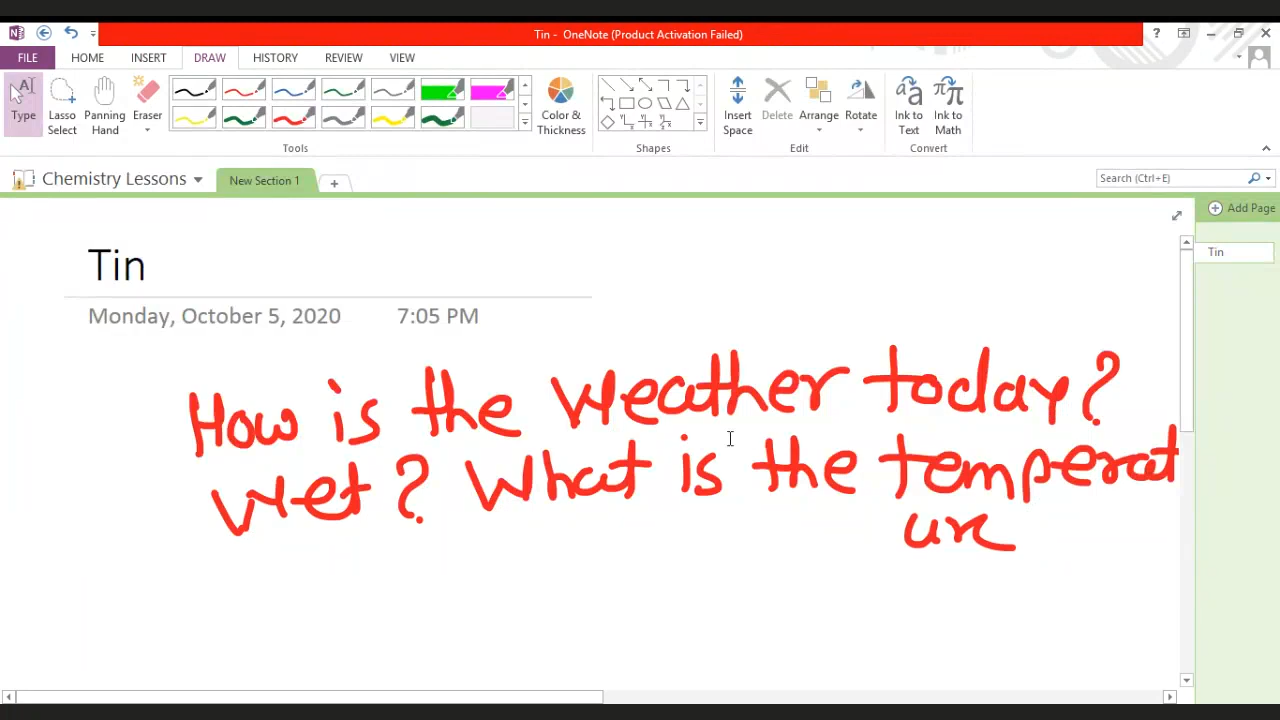 Tin - OneNote (Product Activation Failed)
FILE HOME INSERT DRAW HISTORY REVIEW VIEW
Type Lasso Select Panning Hand Eraser Color & Thickness Insert Space Delete Arrange Rotate Ink to Text Ink to Math
Tools Shapes Edit Convert
Chemistry Lessons New Section 1 Search (Ctrl+E)
Add Page
Tin
Tin
Monday, October 5, 2020 7:05 PM
How is the weather today?
wet? What is the temperat
ure